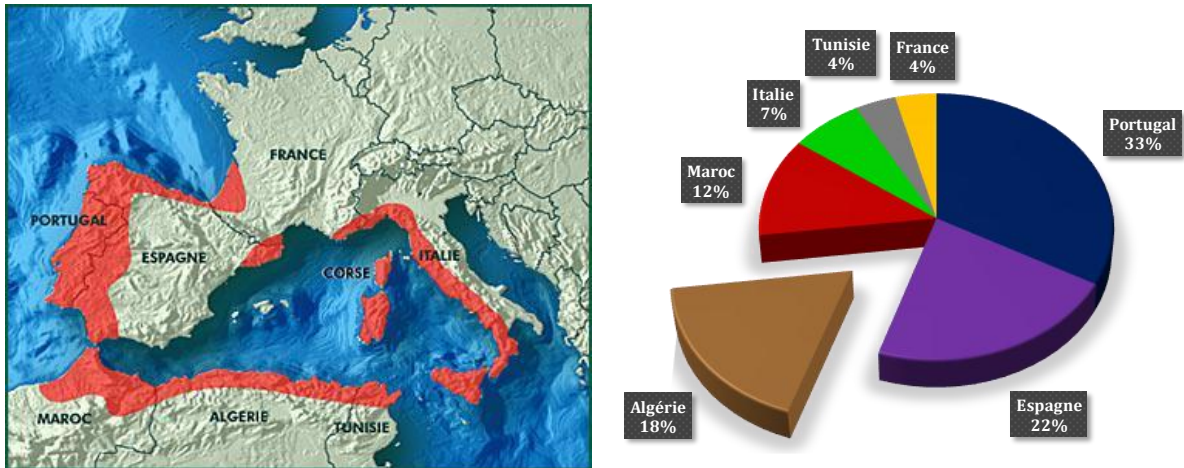 FRANCE
PORTUGAL
ESPAGNE
CORSE
ITALIE
MAROC
ALGÉRIE
TUNISIE
Tunisie
4%
France
4%
Italie
7%
Portugal
33%
Maroc
12%
Algérie
18%
Espagne
22%